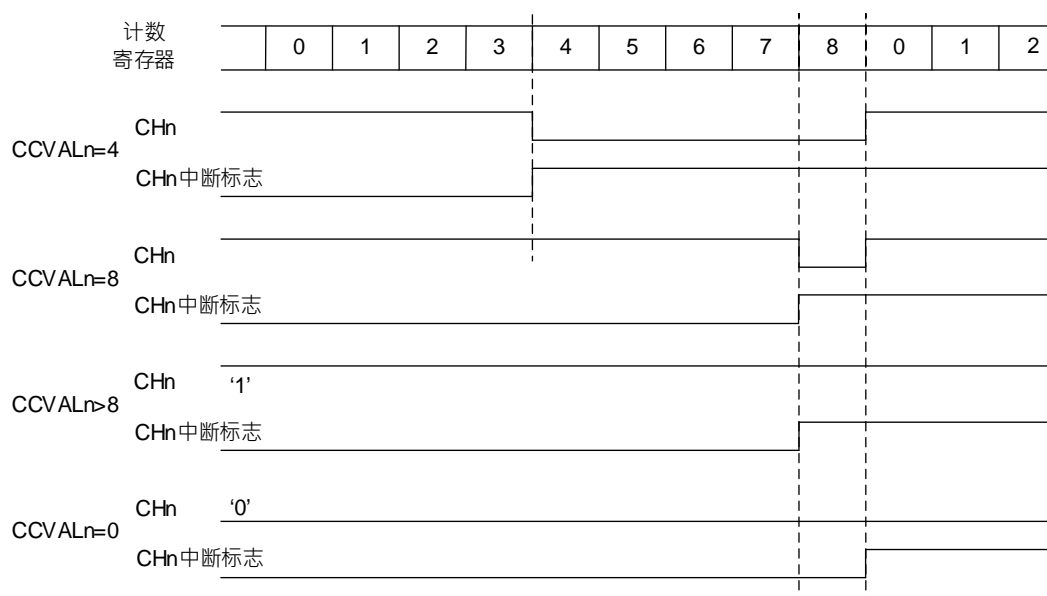 计数
寄存器
0 1 2 3 4 5 6 7 8 0 1 2
CHn
CCVALn=4
CHn中断标志
CHn
CCVALn=8
CHn中断标志
CHn ‘1’
CCVALn>8
CHn中断标志
CHn ‘0’
CCVALn=0
CHn中断标志